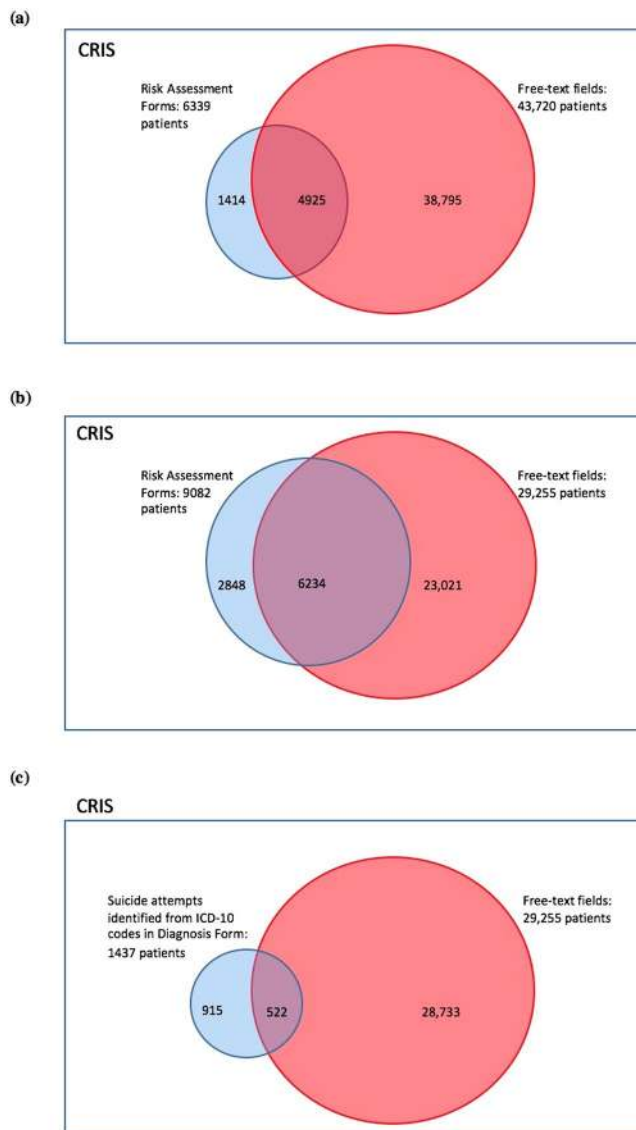 (a)
CRIS
Risk Assessment
Forms: 6339
patients
Free-text fields:
43,720 patients
1414
4925
38,795
(b)
CRIS
Risk Assessment
Forms: 9082
patients
Free-text fields:
29,255 patients
2848
6234
23,021
(c)
CRIS
Suicide attempts
identified from ICD-10
codes in Diagnosis Form:
1437 patients
Free-text fields:
29,255 patients
915
522
28,733